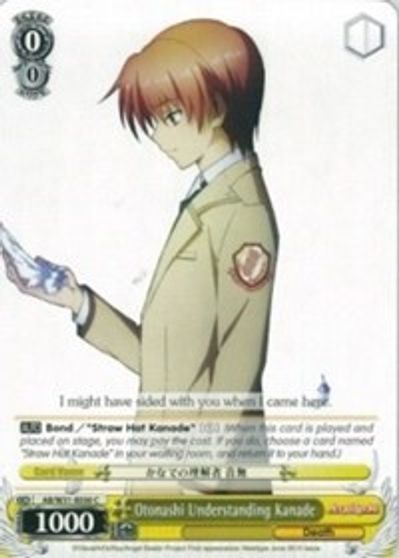 0
0
I might have sided with you when I came here.
AUTO Bond／"Straw Hat Kanade" (When this card is played
and placed on stage, you may pay the cost. If you do, choose a card named
"Straw Hat Kanade" in your waiting room, and return it to your hand.)
かなでの理解者 音無
1000
Otonashi Understanding Kanade
Death